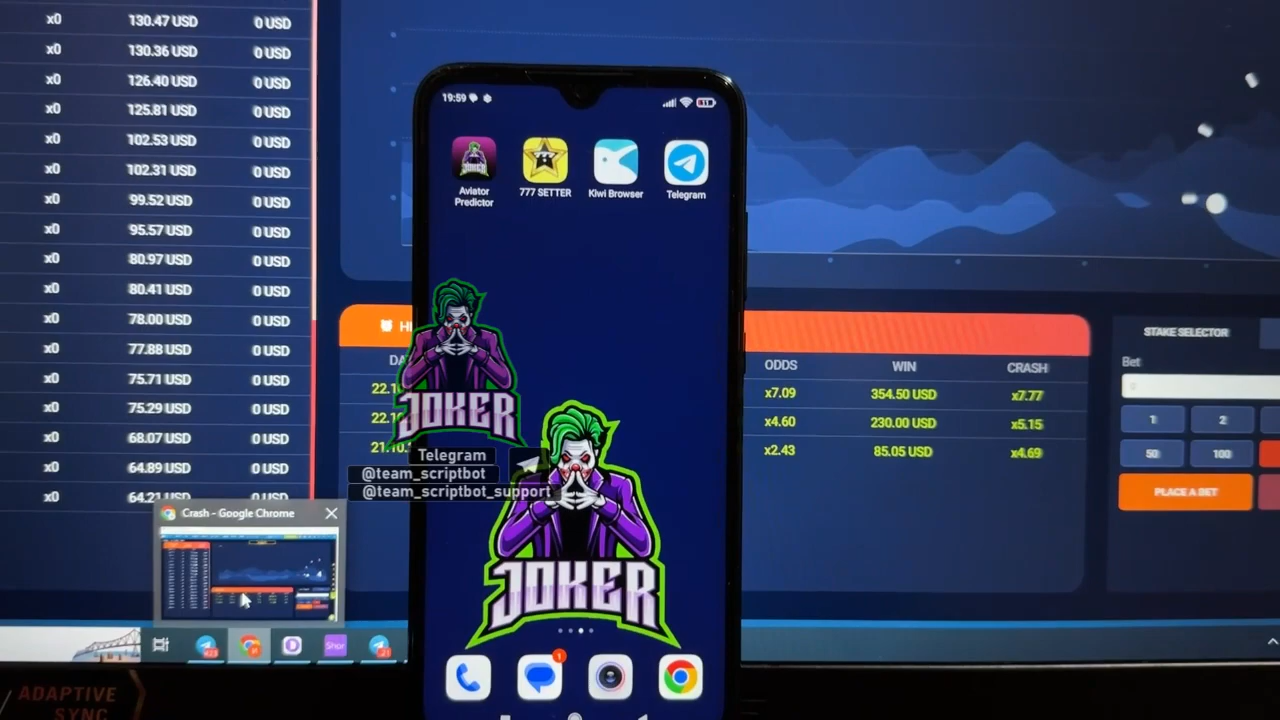 x0 130.47 USD 0 USD
x0 130.36 USD 0 USD
x0 126.40 USD 0 USD
x0 125.81 USD 0 USD
x0 102.53 USD 0 USD
x0 102.31 USD 0 USD
x0 99.52 USD 0 USD
x0 95.57 USD 0 USD
x0 80.97 USD 0 USD
x0 80.41 USD 0 USD
x0 78.00 USD 0 USD
x0 77.88 USD 0 USD
x0 75.71 USD 0 USD
x0 75.29 USD 0 USD
x0 68.07 USD 0 USD
x0 64.89 USD 0 USD
x0 64.21 USD 0 USD
Crash - Google Chrome
19:59
Aviator
Predictor
777 SETTER
Kiwi Browser
Telegram
JOKER
Telegram
@team_scriptbot
@team_scriptbot_support
JOKER
ODDS WIN CRASH
x7.09 354.50 USD x7.77
x4.60 230.00 USD x5.15
x2.43 85.05 USD x4.69
STAKE SELECTOR
Bet
1 2
50 100
PLACE A BET
ADAPTIVE
SYNC